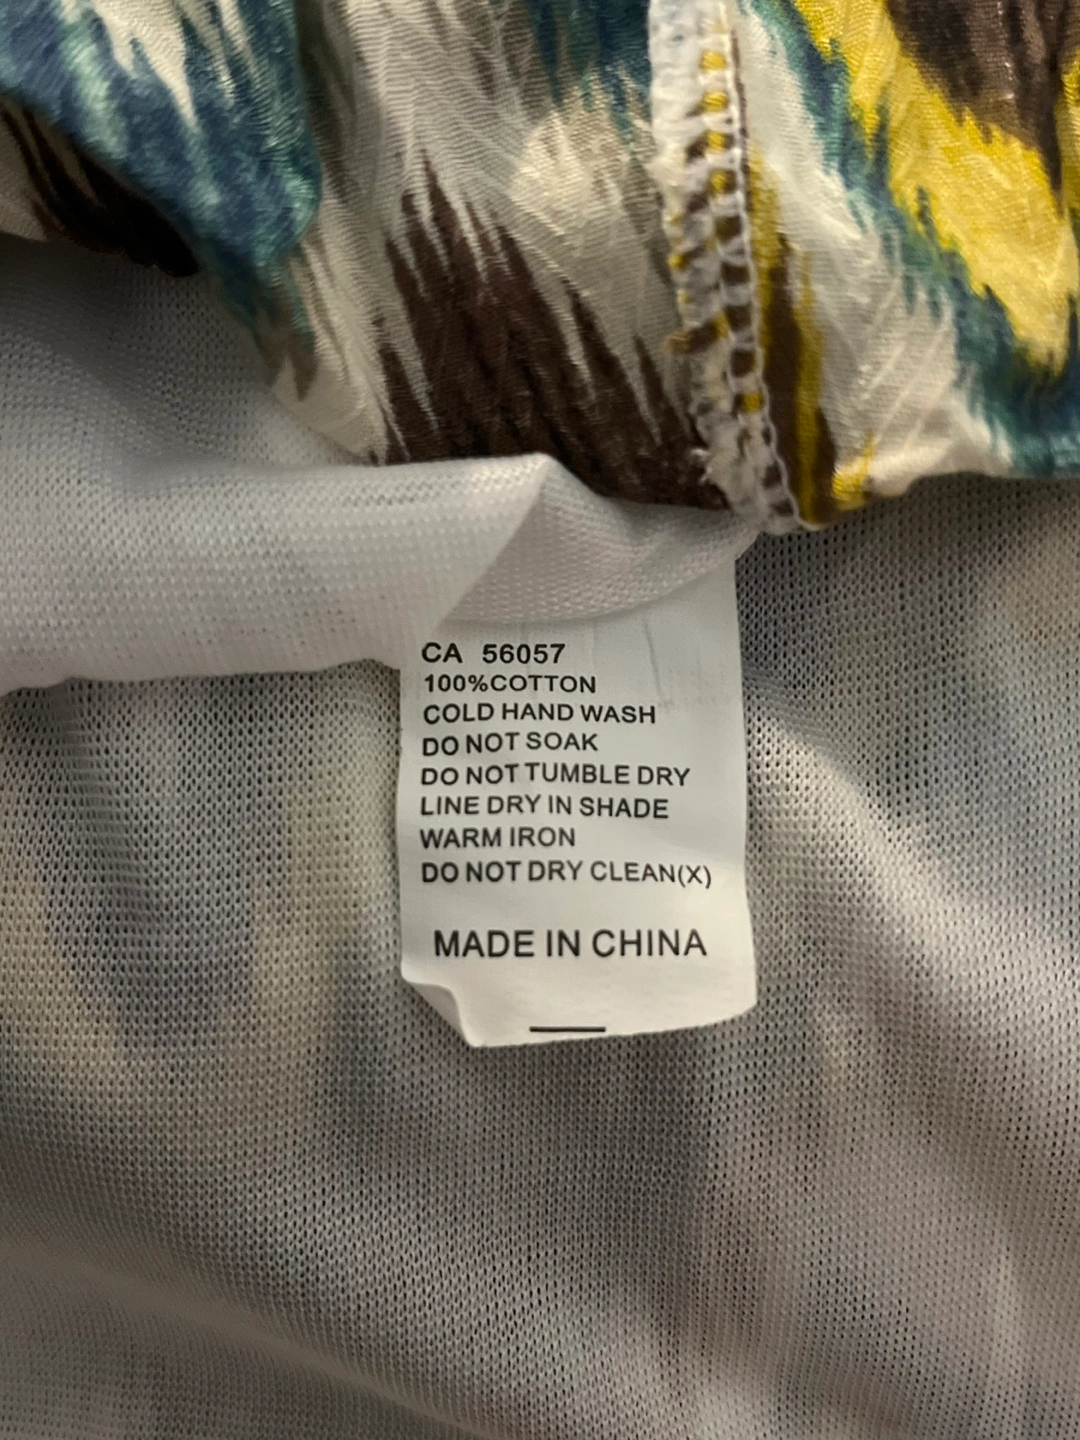 CA 56057
100%COTTON
COLD HAND WASH
DO NOT SOAK
DO NOT TUMBLE DRY
LINE DRY IN SHADE
WARM IRON
DO NOT DRY CLEAN(X)
MADE IN CHINA